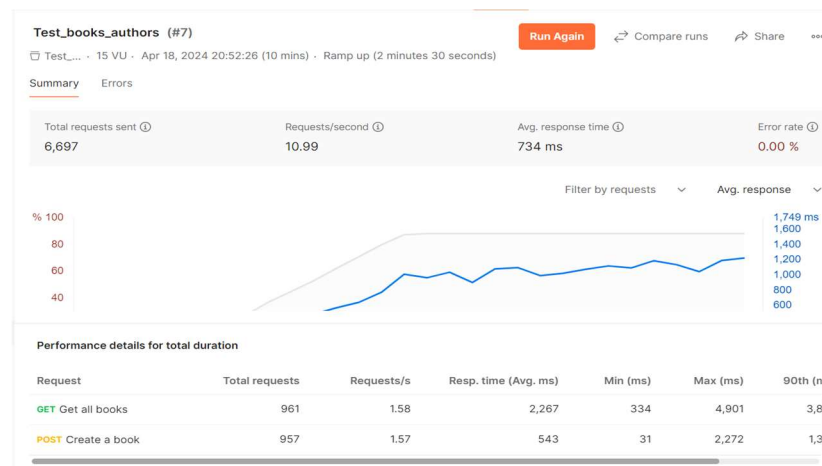 Test_books_authors (#7)
Run Again
Compare runs
Share
Test_... · 15 VU · Apr 18, 2024 20:52:26 (10 mins) · Ramp up (2 minutes 30 seconds)
Summary Errors
Total requests sent Requests/second Avg. response time Error rate
6,697 10.99 734 ms 0.00 %
Filter by requests Avg. response
% 100 1,749 ms
1,600
80 1,400
1,200
60 1,000
800
40 600
Performance details for total duration
Request Total requests Requests/s Resp. time (Avg. ms) Min (ms) Max (ms) 90th (m
GET Get all books 961 1.58 2,267 334 4,901 3,8
POST Create a book 957 1.57 543 31 2,272 1,3